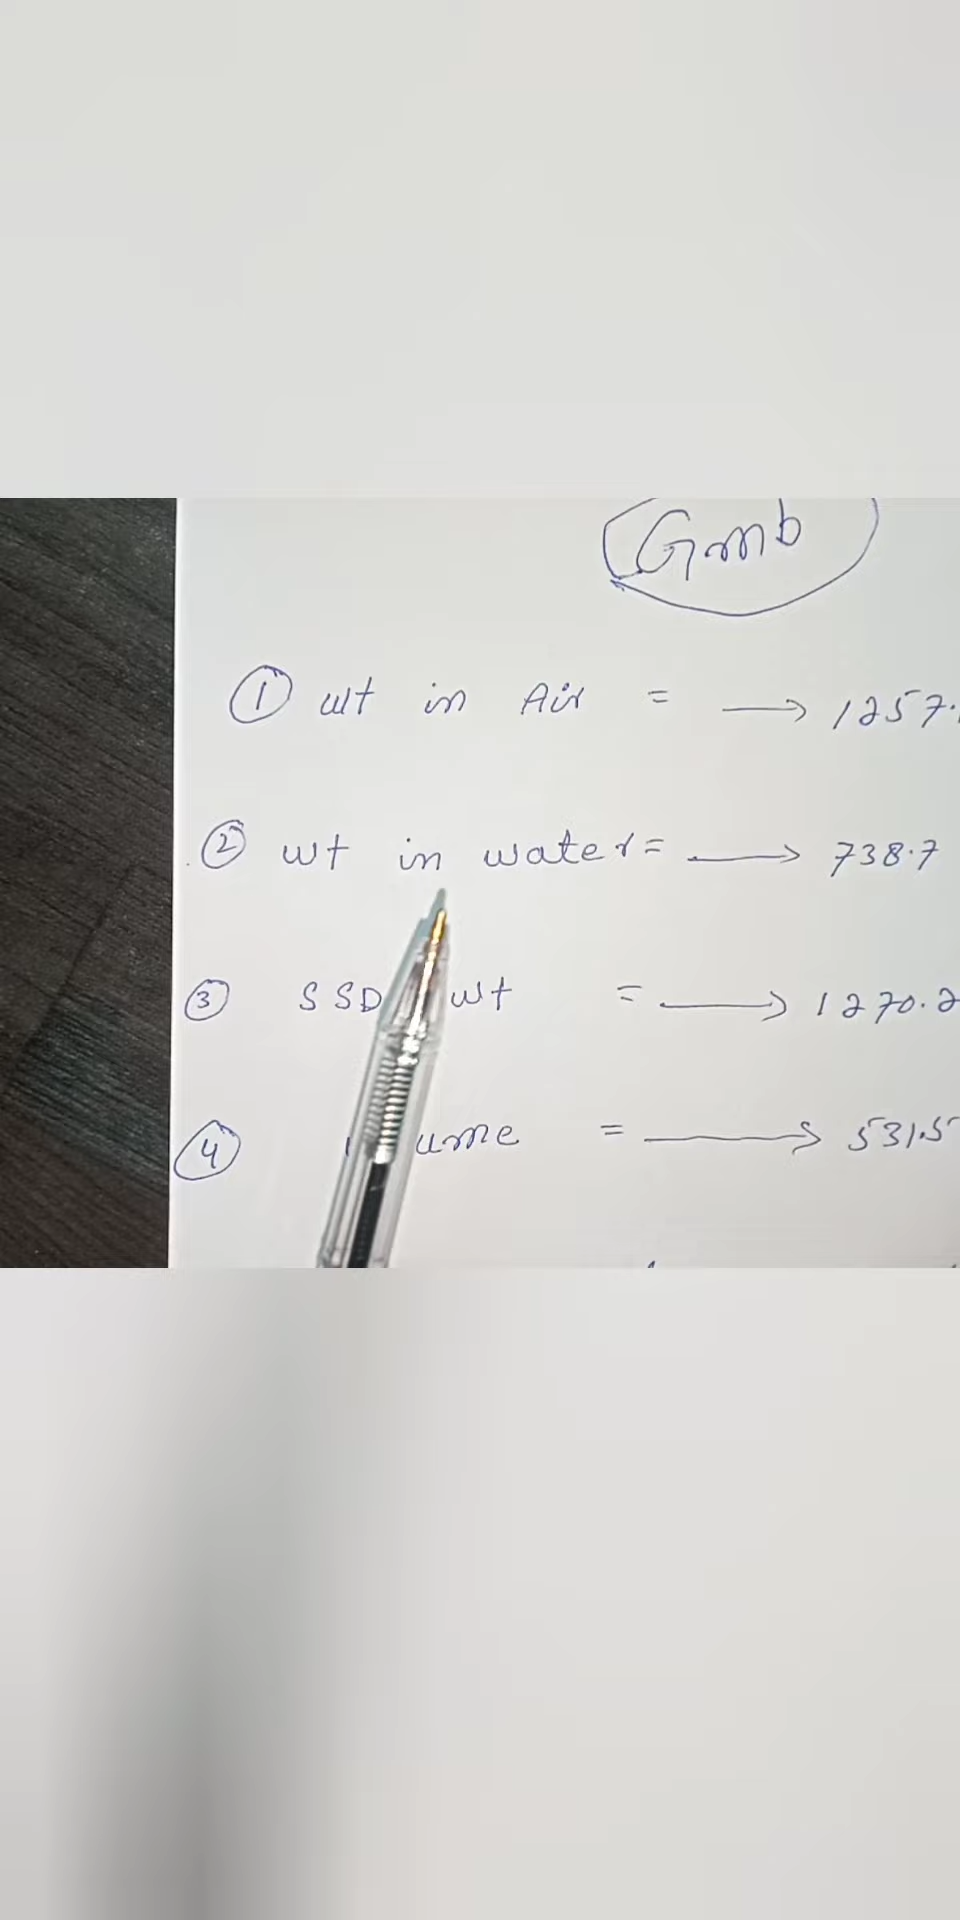 Gmb
① wt in Air = → 1257.
② wt in water = → 738.7
③ SSD wt = → 1270.2
④ = → 531.5